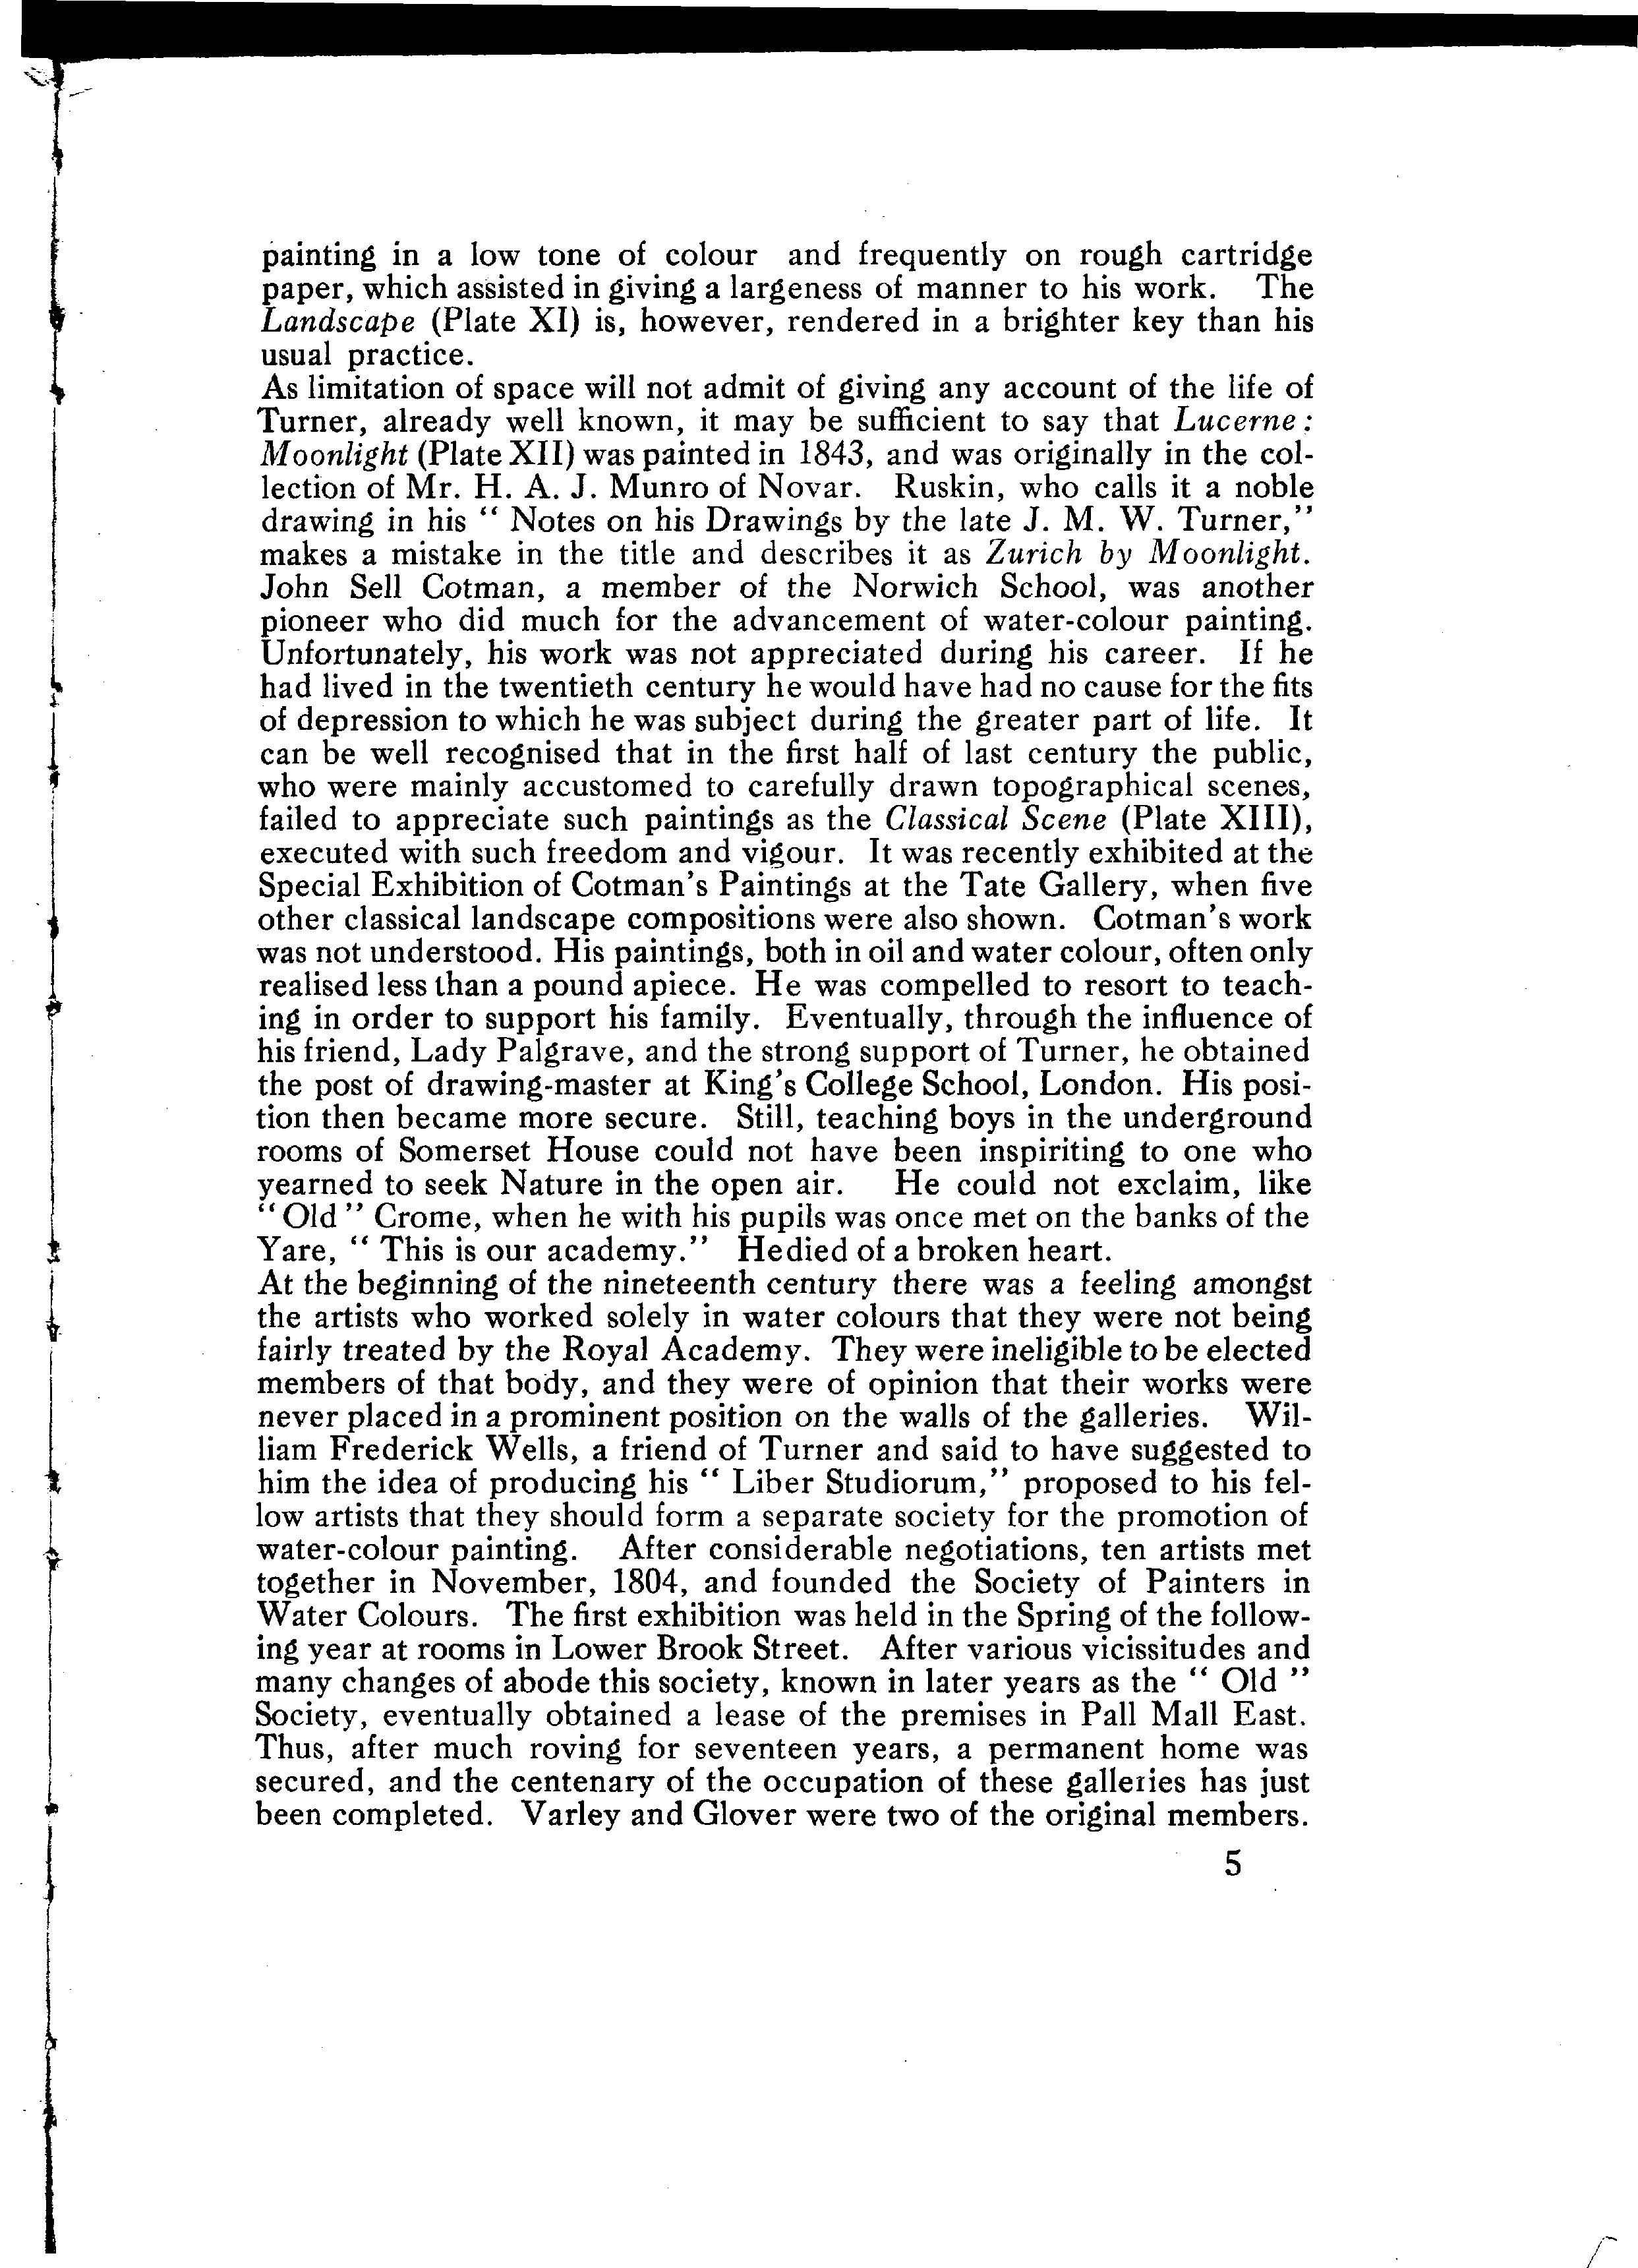 painting in a low tone of colour and frequently on rough cartridge
paper, which assisted in giving a largeness of manner to his work. The
Landscape (Plate XI) is, however, rendered in a brighter key than his
usual practice.
As limitation of space will not admit of giving any account of the life of
Turner, already well known, it may be sufficient to say that Lucerne:
Moonlight (Plate XII) was painted in 1843, and was originally in the col-
lection of Mr. H. A. J. Munro of Novar. Ruskin, who calls it a noble
drawing in his “ Notes on his Drawings by the late J. M. W. Turner,”
makes a mistake in the title and describes it as Zurich by Moonlight.
John Sell Cotman, a member of the Norwich School, was another
pioneer who did much for the advancement of water-colour painting.
Unfortunately, his work was not appreciated during his career. If he
had lived in the twentieth century he would have had no cause for the fits
of depression to which he was subject during the greater part of life. It
can be well recognised that in the first half of last century the public,
who were mainly accustomed to carefully drawn topographical scenes,
failed to appreciate such paintings as the Classical Scene (Plate XIII),
executed with such freedom and vigour. It was recently exhibited at the
Special Exhibition of Cotman’s Paintings at the Tate Gallery, when five
other classical landscape compositions were also shown. Cotman’s work
was not understood. His paintings, both in oil and water colour, often only
realised less than a pound apiece. He was compelled to resort to teach-
ing in order to support his family. Eventually, through the influence of
his friend, Lady Palgrave, and the strong support of Turner, he obtained
the post of drawing-master at King’s College School, London. His posi-
tion then became more secure. Still, teaching boys in the underground
rooms of Somerset House could not have been inspiriting to one who
yearned to seek Nature in the open air. He could not exclaim, like
“Old” Crome, when he with his pupils was once met on the banks of the
Yare, “ This is our academy.” Hedied of a broken heart.
At the beginning of the nineteenth century there was a feeling amongst
the artists who worked solely in water colours that they were not being
fairly treated by the Royal Academy. They were ineligible to be elected
members of that body, and they were of opinion that their works were
never placed in a prominent position on the walls of the galleries. Wil-
liam Frederick Wells, a friend of Turner and said to have suggested to
him the idea of producing his “ Liber Studiorum,” proposed to his fel-
low artists that they should form a separate society for the promotion of
water-colour painting. After considerable negotiations, ten artists met
together in November, 1804, and founded the Society of Painters in
Water Colours. The first exhibition was held in the Spring of the follow-
ing year at rooms in Lower Brook Street. After various vicissitudes and
many changes of abode this society, known in later years as the “ Old ”
Society, eventually obtained a lease of the premises in Pall Mall East.
Thus, after much roving for seventeen years, a permanent home was
secured, and the centenary of the occupation of these galleries has just
been completed. Varley and Glover were two of the original members.
5